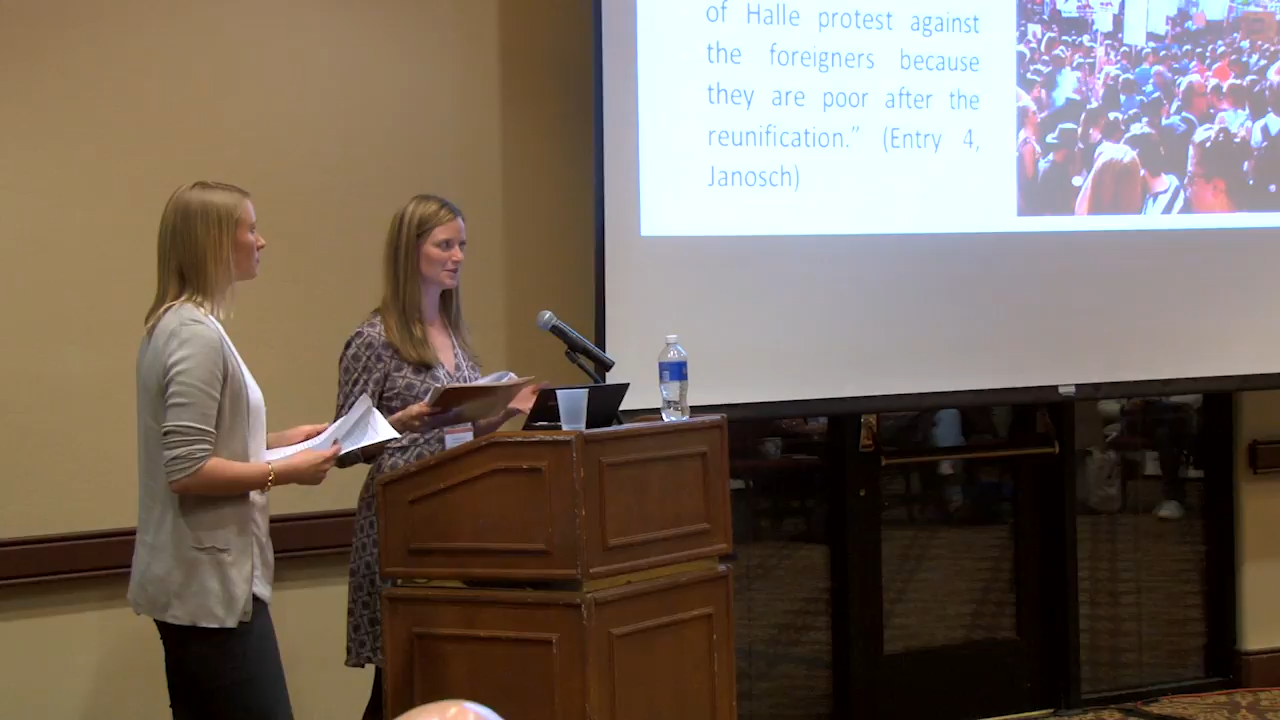 of Halle protest against
the foreigners because
they are poor after the
reunification.” (Entry 4,
Janosch)